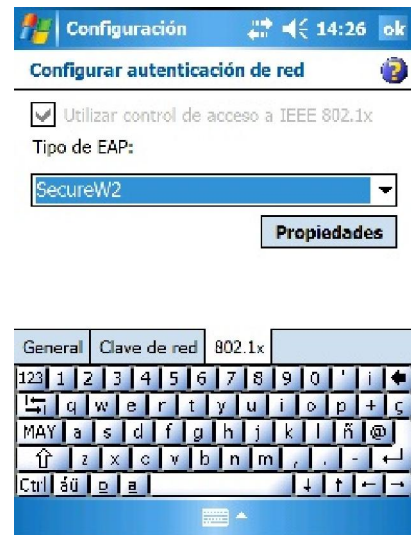 Configuración 14:26 ok
Configurar autenticación de red
Utilizar control de acceso a IEEE 802.1x
Tipo de EAP:
SecureW2
Propiedades
General Clave de red 802.1x
123 1 2 3 4 5 6 7 8 9 0 ' ¡
q w e r t y u i o p + ç
MAY a s d f g h j k l ñ @
z x c v b n m , . -
Ctrl áü º ª